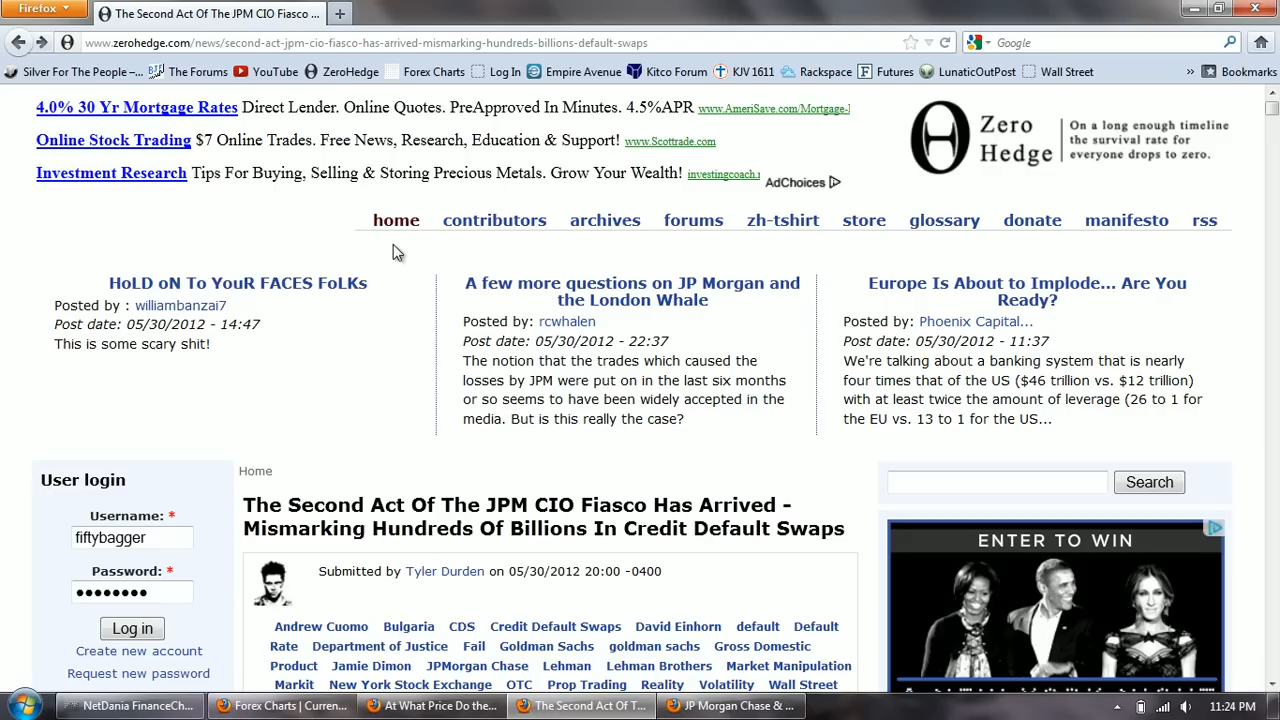 Firefox
The Second Act Of The JPM CIO Fiasco ...
www.zerohedge.com/news/second-act-jpm-cio-fiasco-has-arrived-mismarking-hundreds-billions-default-swaps
Google
Silver For The People –... The Forums YouTube ZeroHedge Forex Charts Log In Empire Avenue Kitco Forum KJV 1611 Rackspace Futures LunaticOutPost Wall Street » Bookmarks
4.0% 30 Yr Mortgage Rates Direct Lender. Online Quotes. PreApproved In Minutes. 4.5%APR www.AmeriSave.com/Mortgage-
Online Stock Trading $7 Online Trades. Free News, Research, Education & Support! www.Scottrade.com
Investment Research Tips For Buying, Selling & Storing Precious Metals. Grow Your Wealth! investingcoach.
AdChoices
Zero Hedge
On a long enough timeline
the survival rate for
everyone drops to zero.
home contributors archives forums zh-tshirt store glossary donate manifesto rss
HoLD oN To YouR FACES FoLKs
Posted by : williambanzai7
Post date: 05/30/2012 - 14:47
This is some scary shit!
A few more questions on JP Morgan and
the London Whale
Posted by: rcwhalen
Post date: 05/30/2012 - 22:37
The notion that the trades which caused the
losses by JPM were put on in the last six months
or so seems to have been widely accepted in the
media. But is this really the case?
Europe Is About to Implode... Are You
Ready?
Posted by: Phoenix Capital...
Post date: 05/30/2012 - 11:37
We're talking about a banking system that is nearly
four times that of the US ($46 trillion vs. $12 trillion)
with at least twice the amount of leverage (26 to 1 for
the EU vs. 13 to 1 for the US...
User login
Username: *
fiftybagger
Password: *
●●●●●●●●
Log in
Create new account
Request new password
Home
The Second Act Of The JPM CIO Fiasco Has Arrived -
Mismarking Hundreds Of Billions In Credit Default Swaps
Submitted by Tyler Durden on 05/30/2012 20:00 -0400
Andrew Cuomo Bulgaria CDS Credit Default Swaps David Einhorn default Default
Rate Department of Justice Fail Goldman Sachs goldman sachs Gross Domestic
Product Jamie Dimon JPMorgan Chase Lehman Lehman Brothers Market Manipulation
Markit New York Stock Exchange OTC Prop Trading Reality Volatility Wall Street
Search
ENTER TO WIN
NetDania FinanceCh... Forex Charts | Curren... At What Price Do the... The Second Act Of T... JP Morgan Chase & ... 11:24 PM